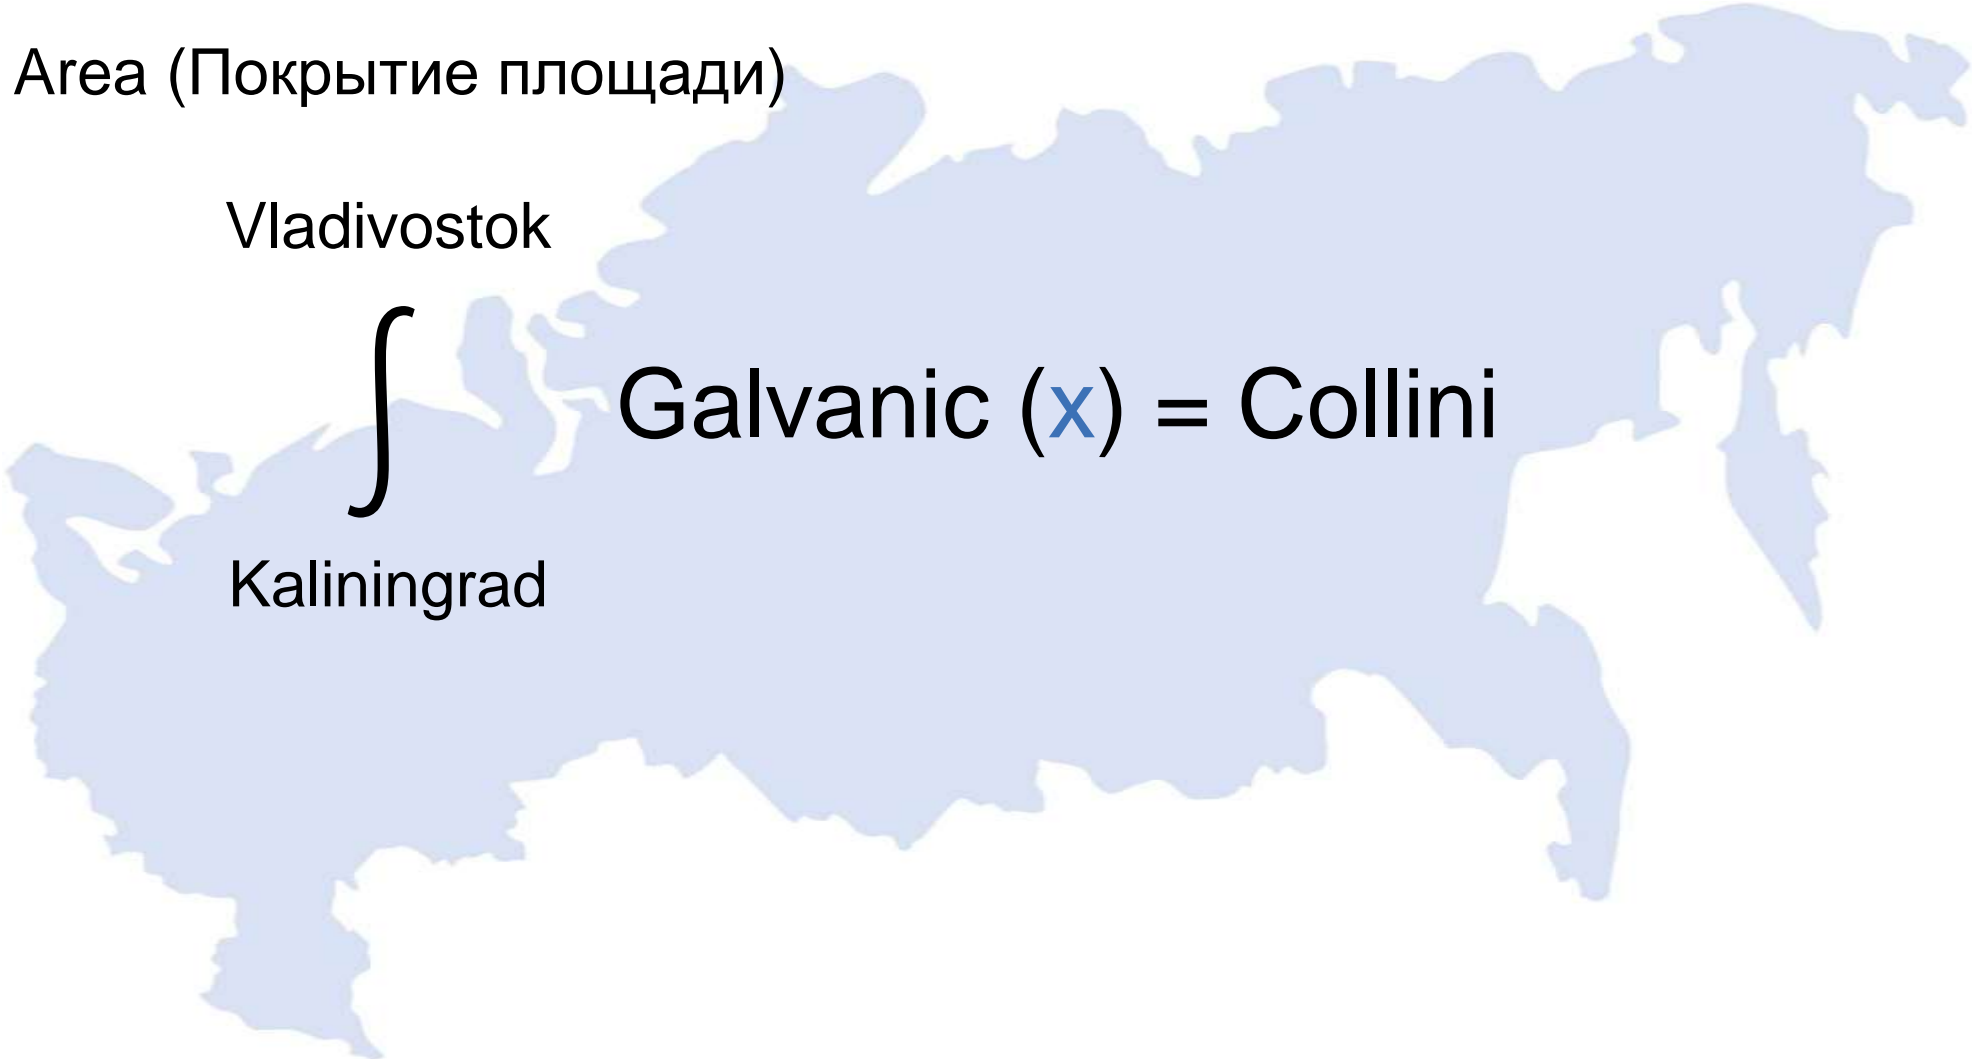 Area (Покрытие площади)
Vladivostok
∫ Galvanic (x) = Collini
Kaliningrad